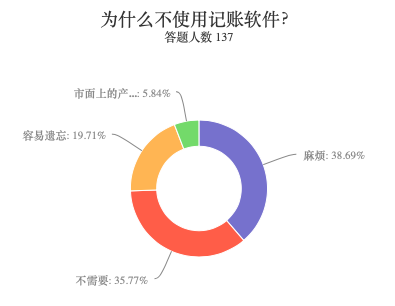 为什么不使用记账软件?
答题人数 137
市面上的产...: 5.84%
容易遗忘: 19.71%
麻烦: 38.69%
不需要: 35.77%